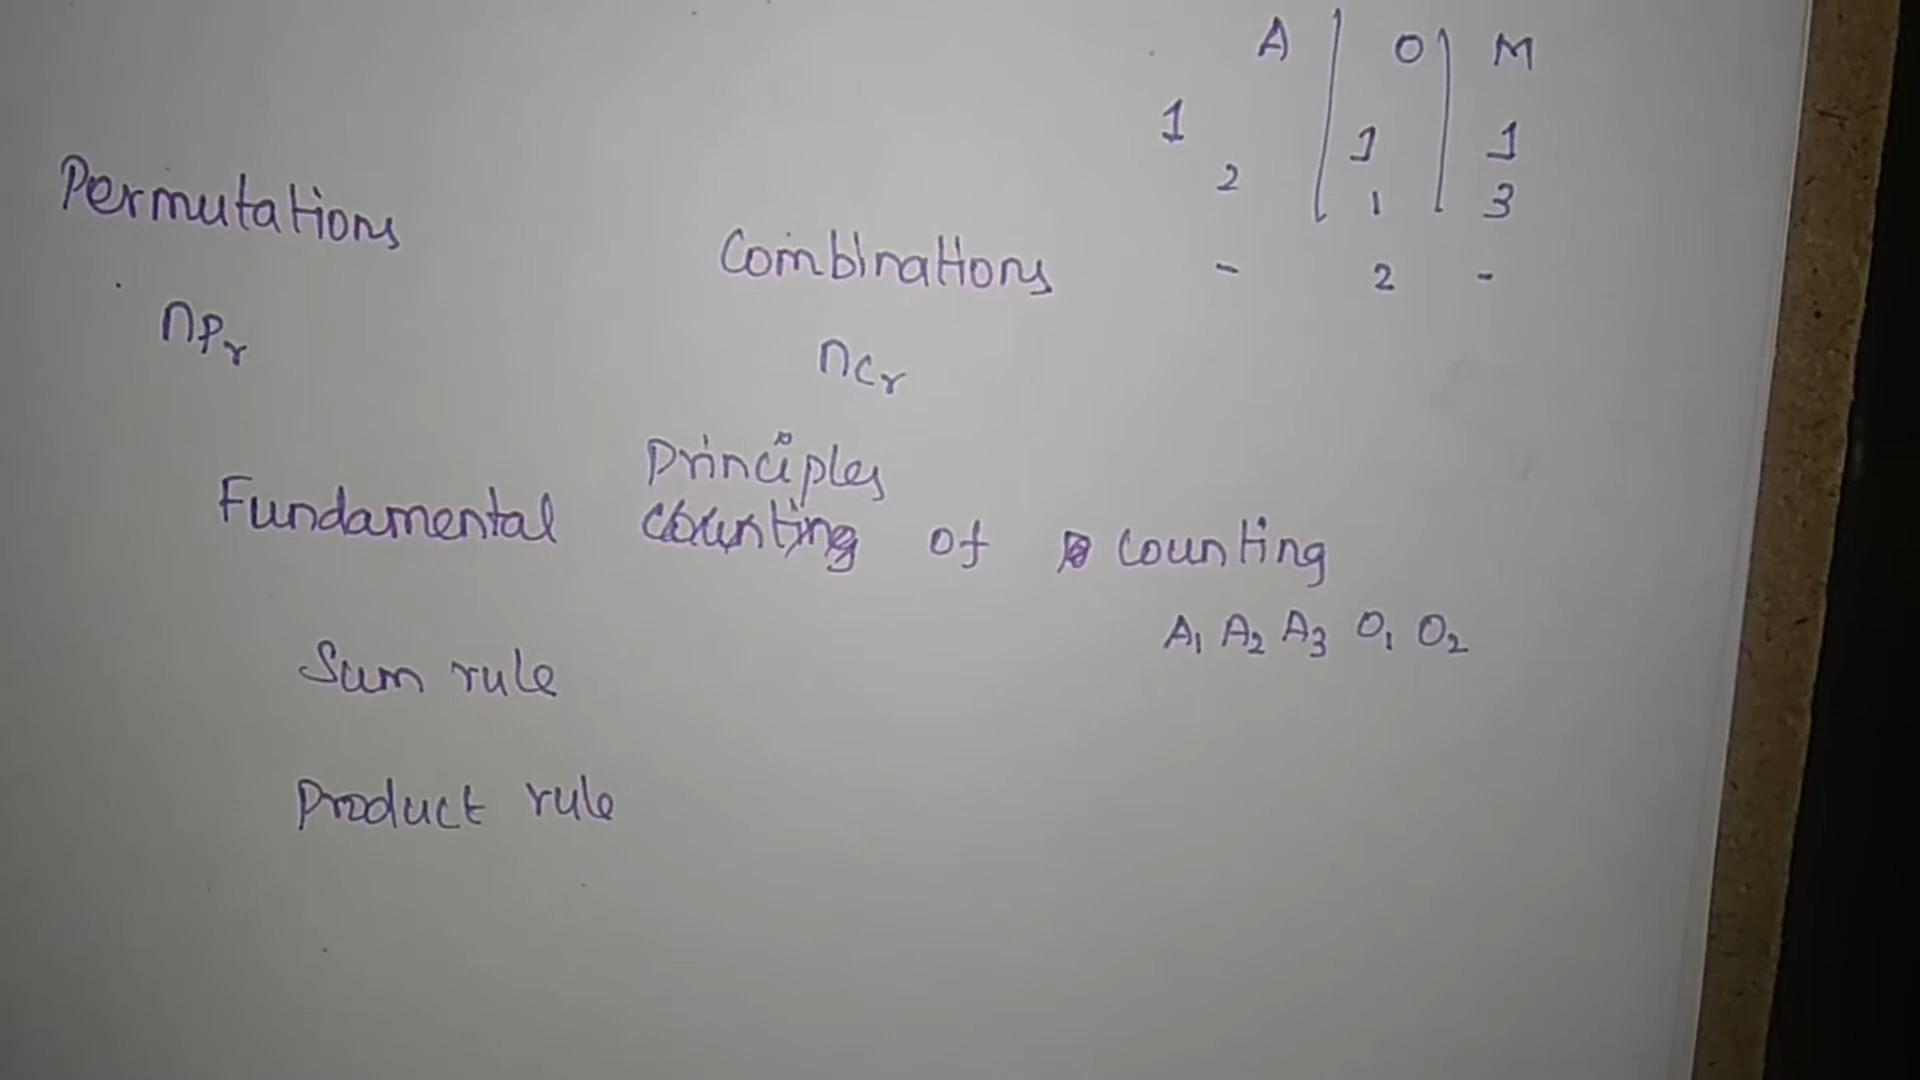 A | O | M
1 1 1
2 1 3
- 2 -
Permutations
Combinations
nPr
nCr
Principles
Fundamental counting of counting
A1 A2 A3 O1 O2
Sum rule
Product rule